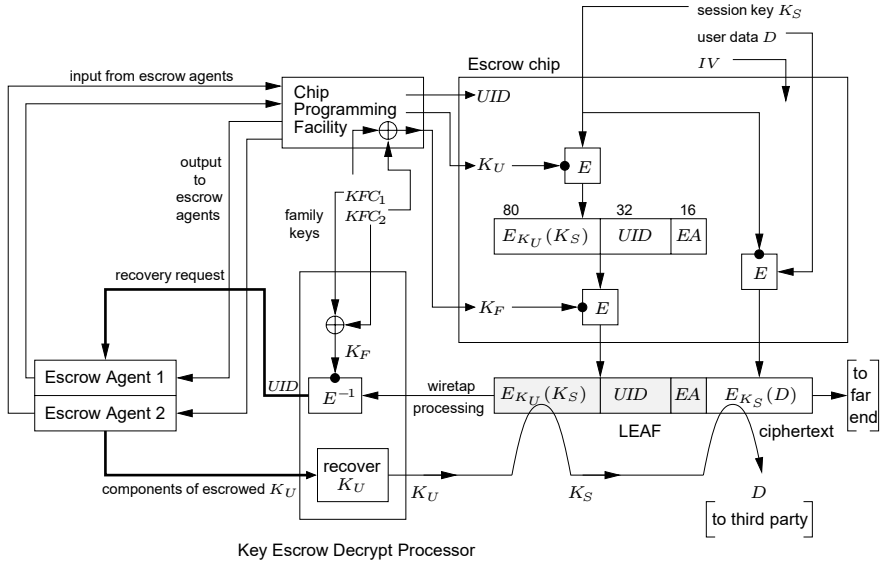 session key K_S
user data D
IV
Escrow chip
input from escrow agents
Chip
Programming
Facility
UID
output
to
escrow
agents
K_U
E
KFC_1
KFC_2
family
keys
80 32 16
E_{K_U}(K_S) UID EA
E
recovery request
K_F
E
K_F
Escrow Agent 1
Escrow Agent 2
UID
E^{-1}
wiretap
processing
E_{K_U}(K_S) UID EA E_{K_S}(D)
to
far
end
LEAF
ciphertext
recover
K_U
components of escrowed K_U
K_U
K_S
D
to third party
Key Escrow Decrypt Processor